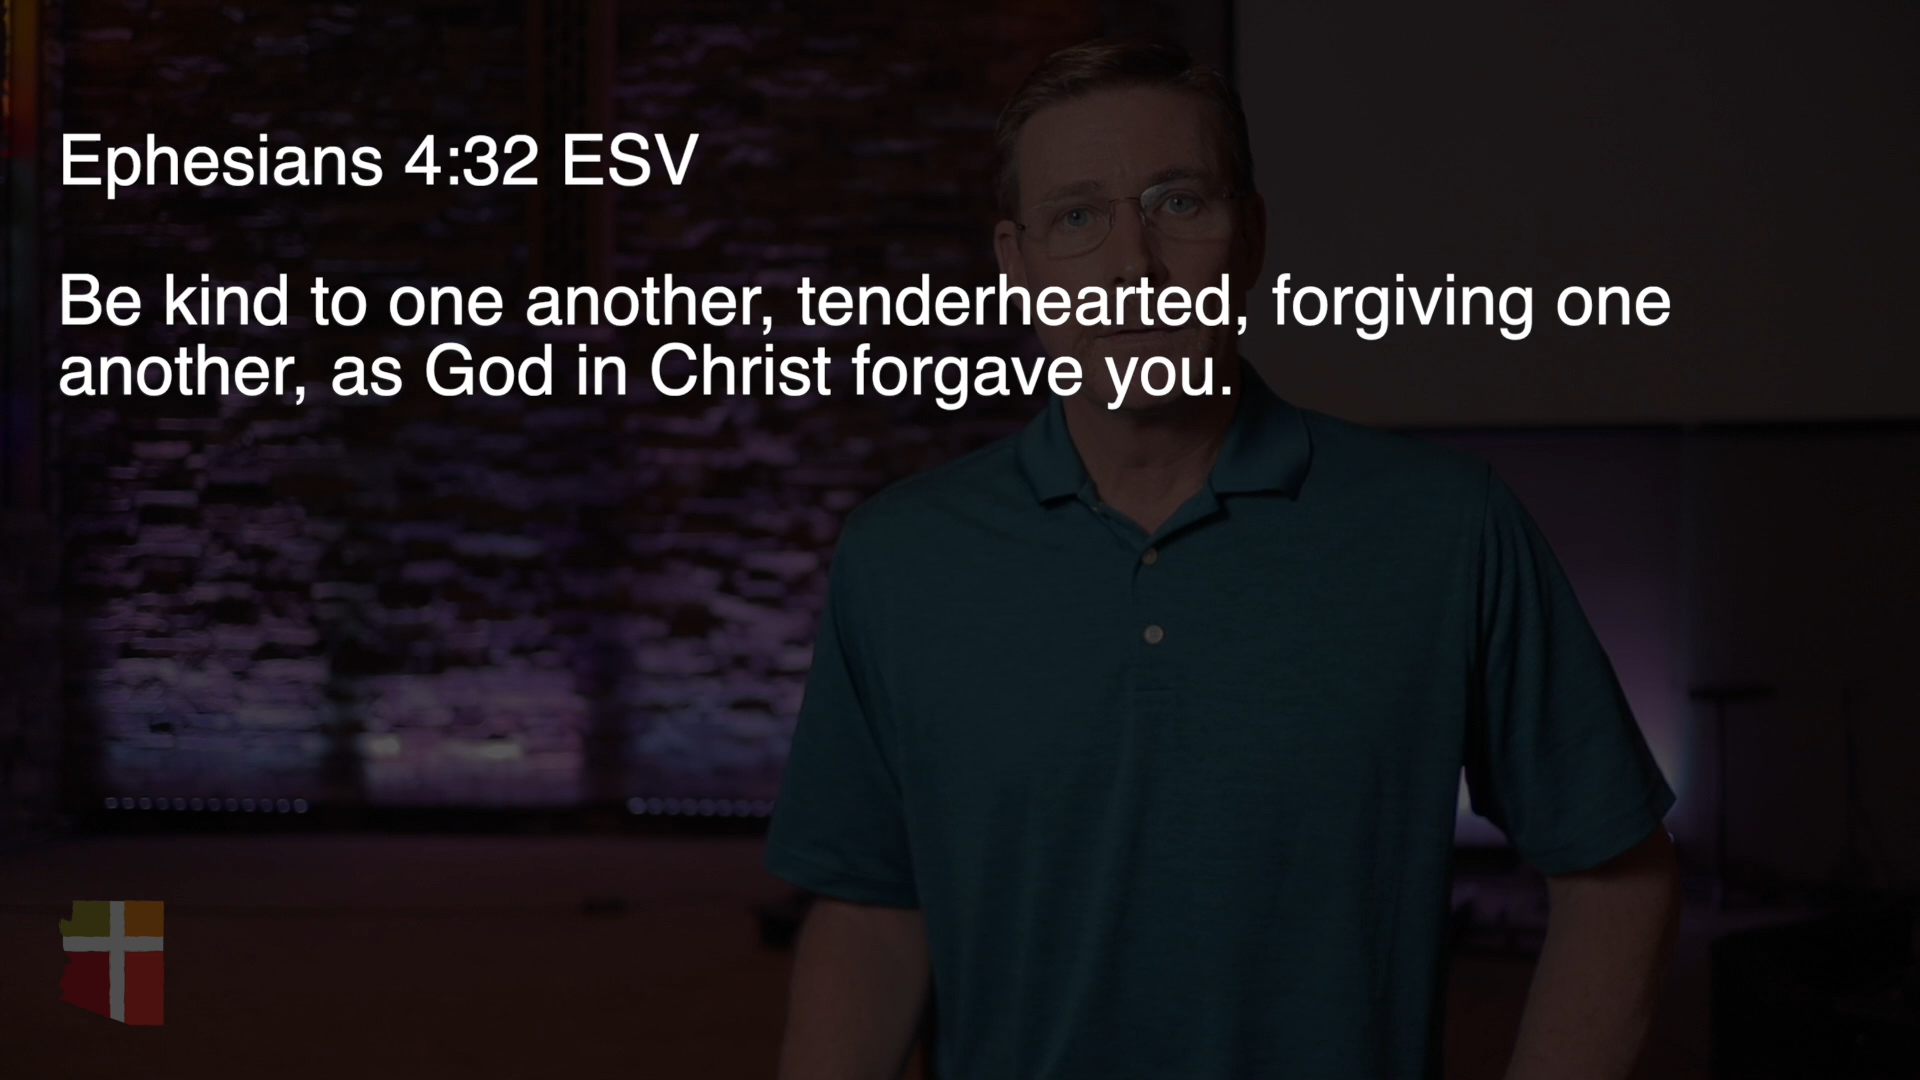 Ephesians 4:32 ESV
Be kind to one another, tenderhearted, forgiving one
another, as God in Christ forgave you.